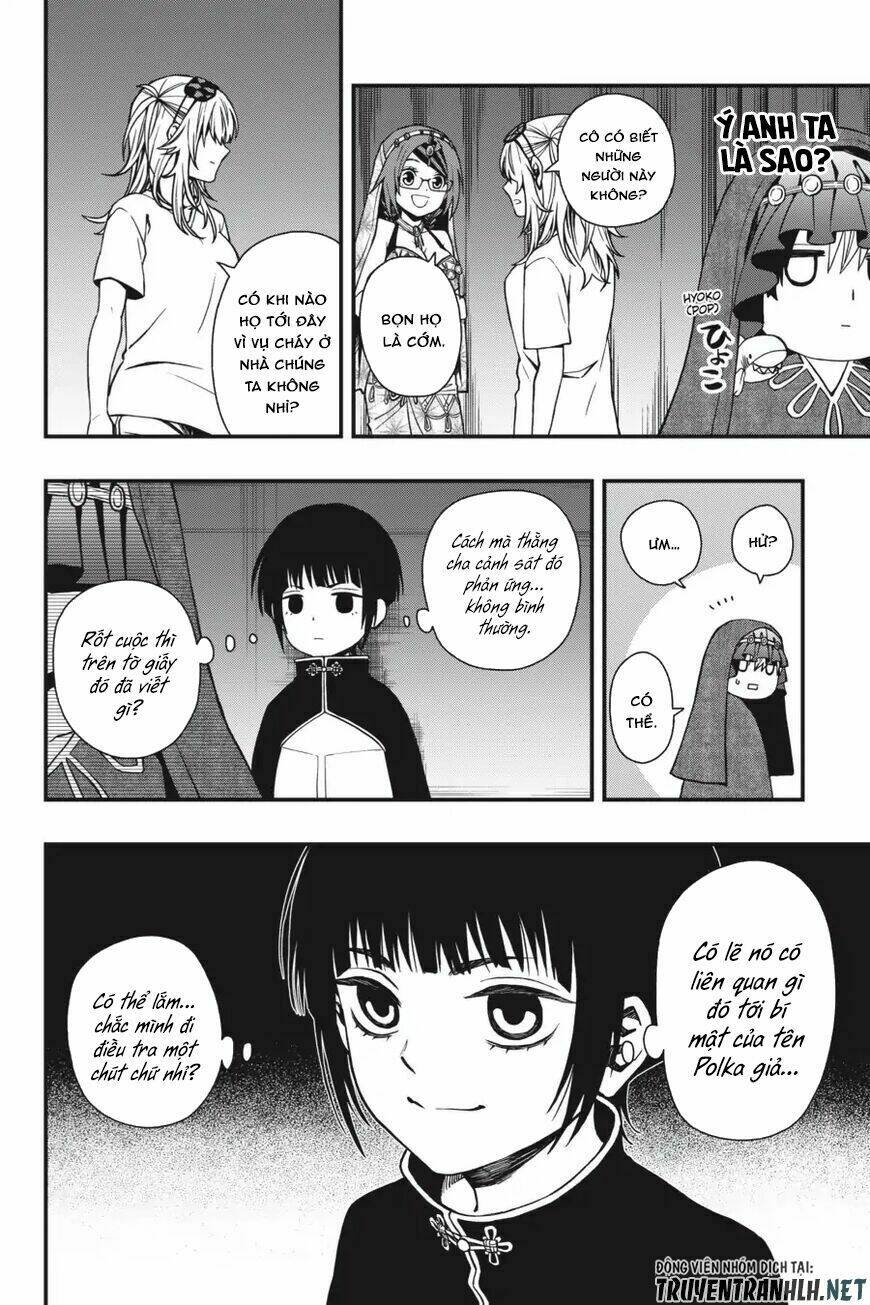 Ý ANH TA
LÀ SAO?
HYOKO
(POP)
ひょこ
CÔ CÓ BIẾT
NHỮNG
NGƯỜI NÀY
KHÔNG?
BỌN HỌ
LÀ CỚM.
CÓ KHI NÀO
HỌ TỚI ĐÂY
VÌ VỤ CHÁY Ở
NHÀ CHÚNG
TA KHÔNG
NHỈ?
HỬ?
ƯM...
CÓ
THỂ.
Cách mà thằng
cha cảnh sát đó
phản ứng...
không bình
thường.
Rốt cuộc thì
trên tờ giấy
đó đã viết
gì?
Có lẽ nó có
liên quan gì
đó tới bí
mật của tên
Polka giả...
Có thể lắm...
chắc mình đi
điều tra một
chút chứ nhỉ?
ĐỘNG VIÊN NHÓM DỊCH TẠI:
TRUYENTRANHLH.NET